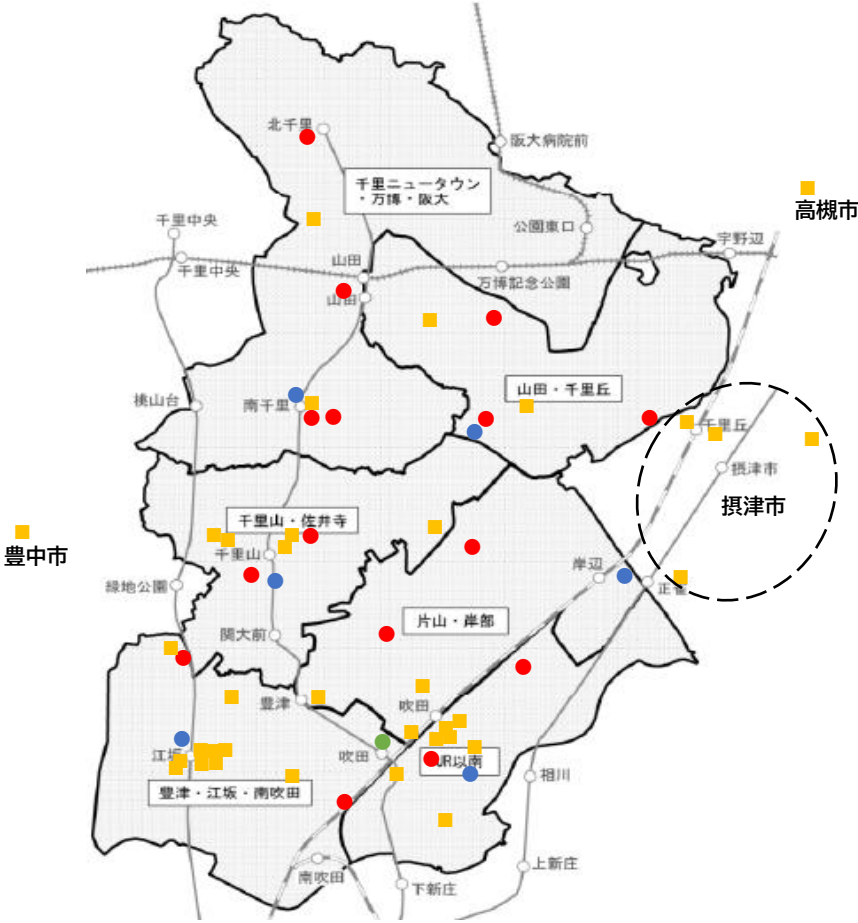 北千里
阪大病院前
千里ニュータウン
・万博・阪大
高槻市
千里中央
公園東口
宇野辺
千里中央
山田
万博記念公園
山田
山田・千里丘
桃山台
南千里
千里丘
摂津市
摂津市
千里山・佐井寺
豊中市
千里山
岸辺
緑地公園
正雀
片山・岸部
関大前
豊津
吹田
江坂
吹田
JR以南
相川
豊津・江坂・南吹田
南吹田
上新庄
下新庄